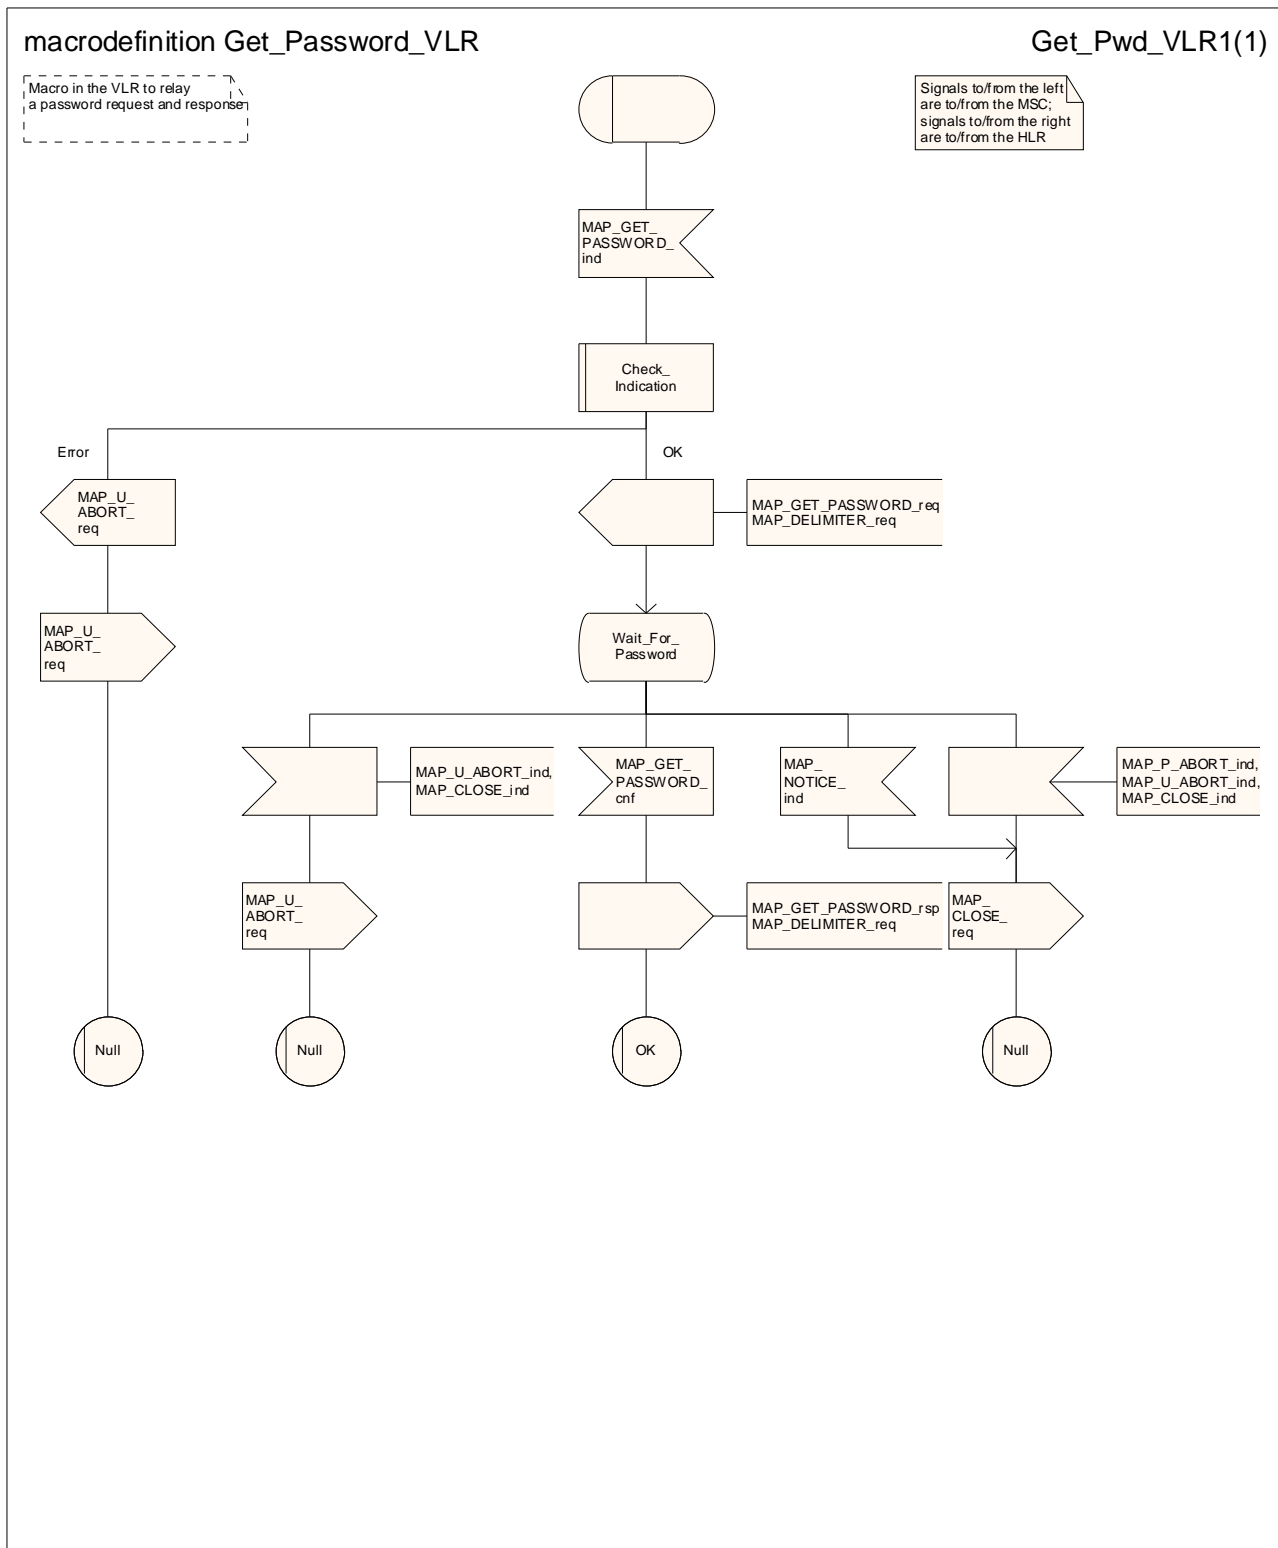 macrodefinition Get_Password_VLR
Get_Pwd_VLR1(1)
Macro in the VLR to relay
a password request and response
Signals to/from the left
are to/from the MSC;
signals to/from the right
are to/from the HLR
MAP_GET_
PASSWORD_
ind
Check_
Indication
Error
OK
MAP_U_
ABORT_
req
MAP_GET_PASSWORD_req
MAP_DELIMITER_req
MAP_U_
ABORT_
req
Wait_For_
Password
MAP_U_ABORT_ind,
MAP_CLOSE_ind
MAP_GET_
PASSWORD_
cnf
MAP_
NOTICE_
ind
MAP_P_ABORT_ind,
MAP_U_ABORT_ind,
MAP_CLOSE_ind
MAP_U_
ABORT_
req
MAP_GET_PASSWORD_rsp
MAP_DELIMITER_req
MAP_
CLOSE_
req
Null
Null
OK
Null